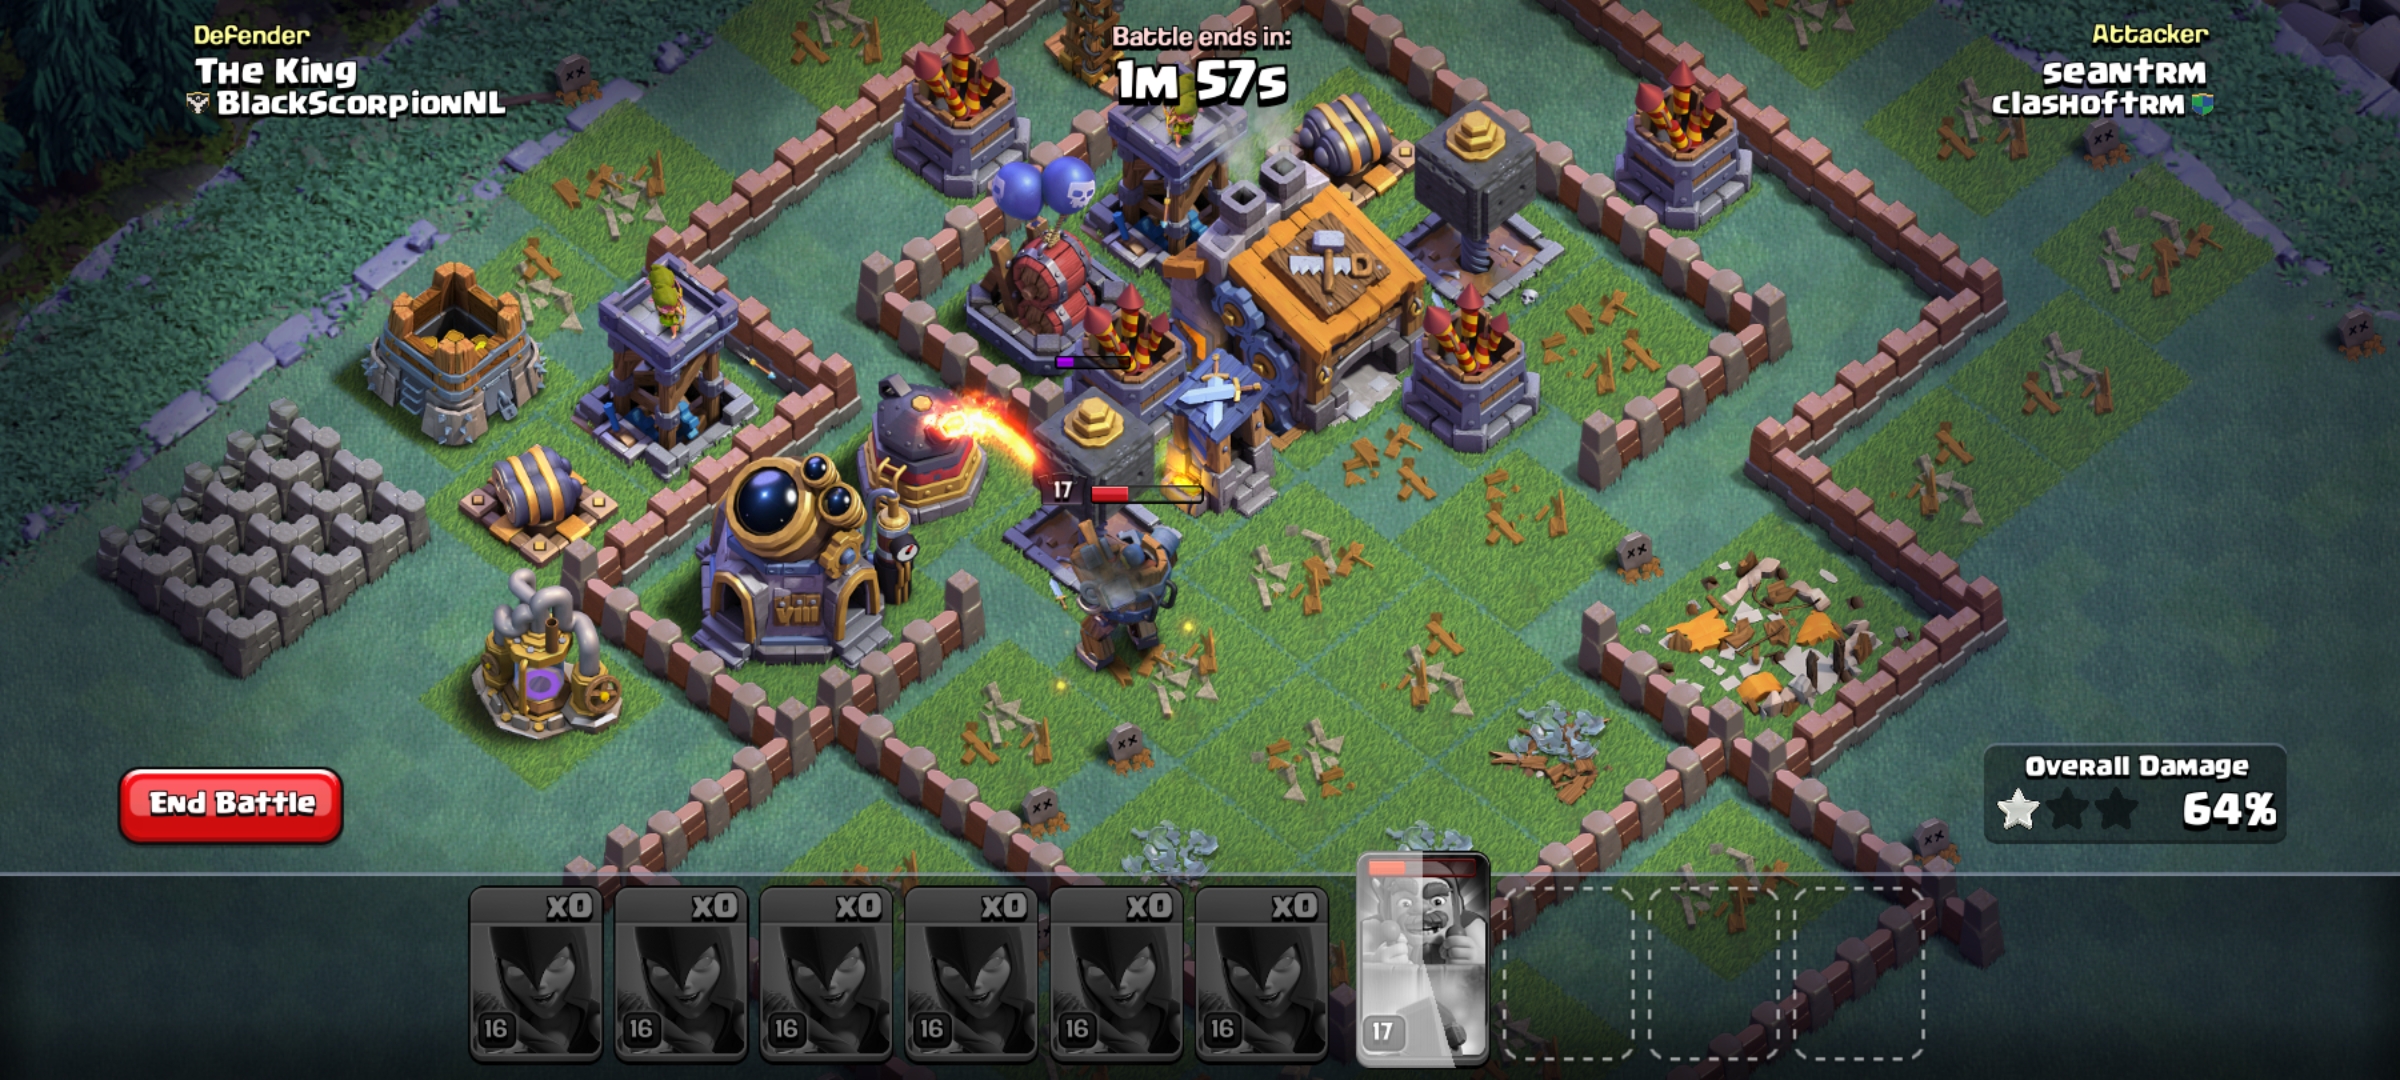 Defender
The King
BlackScorpionNL
Battle ends in:
1M 57s
Attacker
seantRM
clashoftRM
17
VIII
End Battle
Overall Damage
64%
x0
x0
x0
x0
x0
x0
16
16
16
16
16
16
17